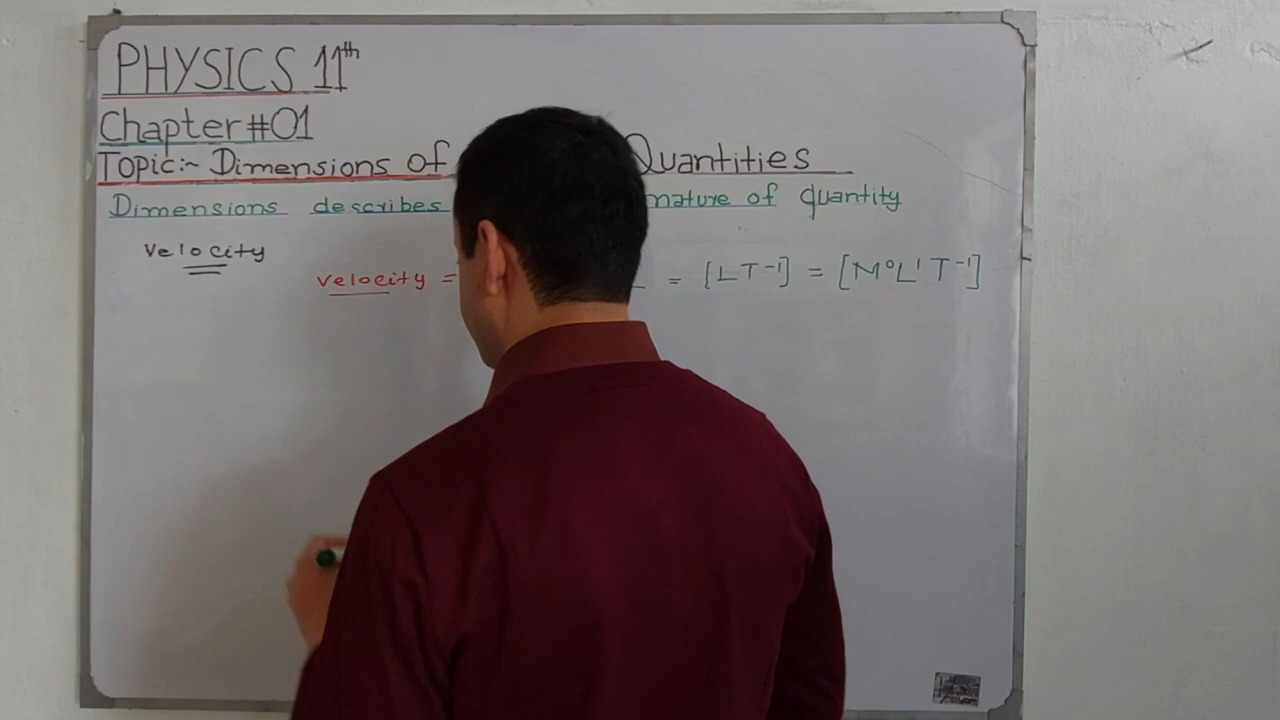 PHYSICS 11th
Chapter#01
Topic:~ Dimensions of Quantities
Dimensions describes nature of quantity
Velocity
velocity = = [LT⁻¹] = [M⁰L¹T⁻¹]